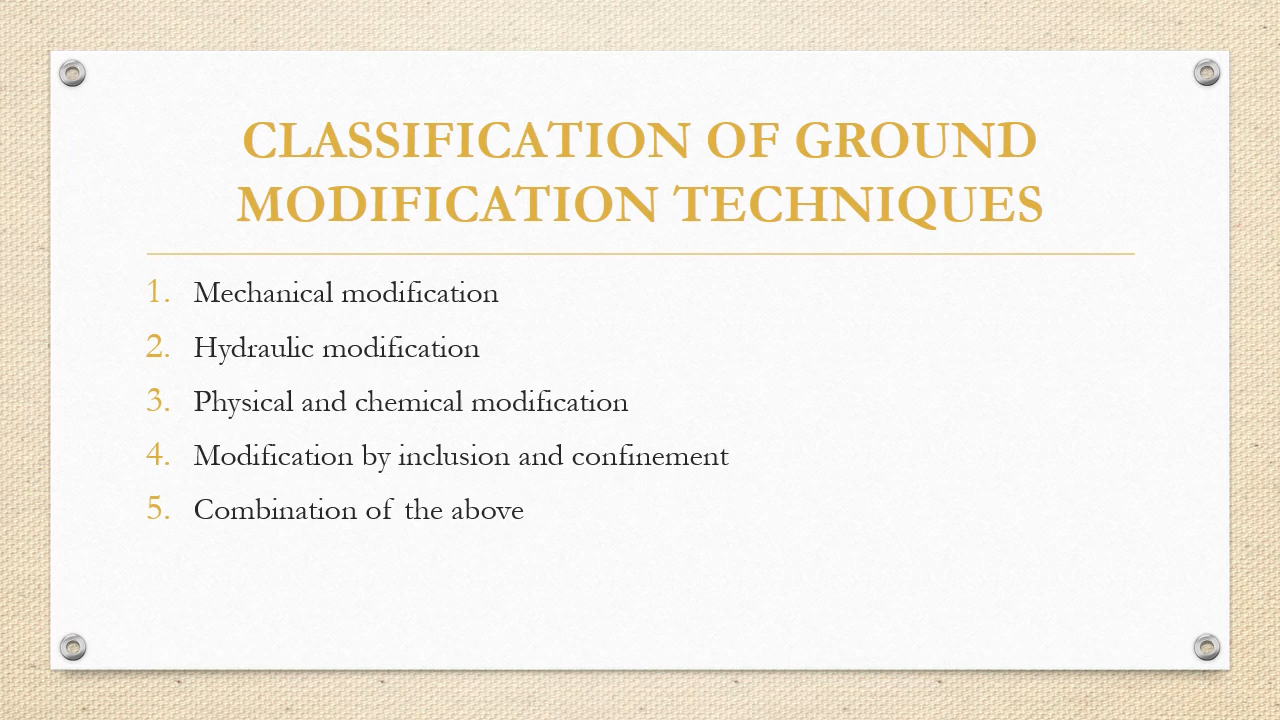 CLASSIFICATION OF GROUND
MODIFICATION TECHNIQUES
1. Mechanical modification
2. Hydraulic modification
3. Physical and chemical modification
4. Modification by inclusion and confinement
5. Combination of the above